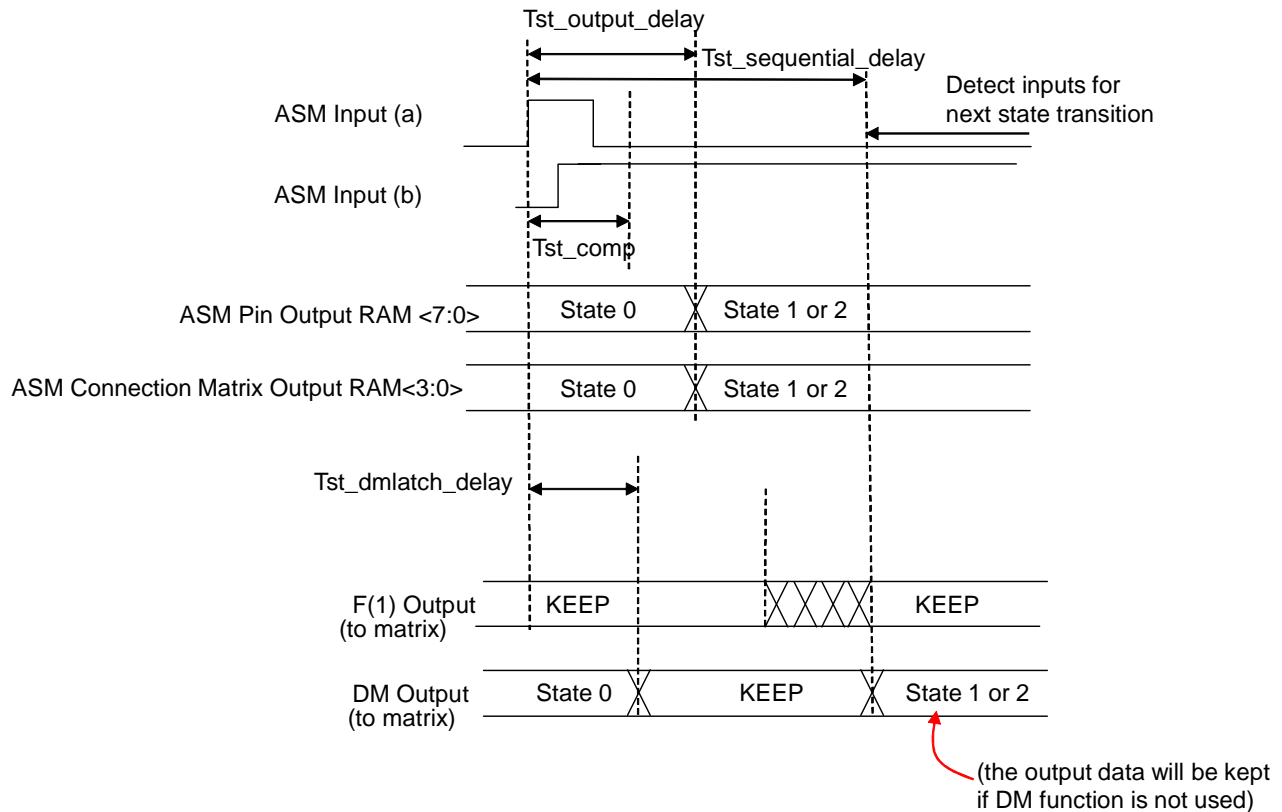 Tst_output_delay
Tst_sequential_delay
Detect inputs for
next state transition
ASM Input (a)
ASM Input (b)
Tst_comp
ASM Pin Output RAM <7:0>
State 0
State 1 or 2
ASM Connection Matrix Output RAM<3:0>
State 0
State 1 or 2
Tst_dmlatch_delay
F(1) Output
(to matrix)
KEEP
KEEP
DM Output
(to matrix)
State 0
KEEP
State 1 or 2
(the output data will be kept
if DM function is not used)